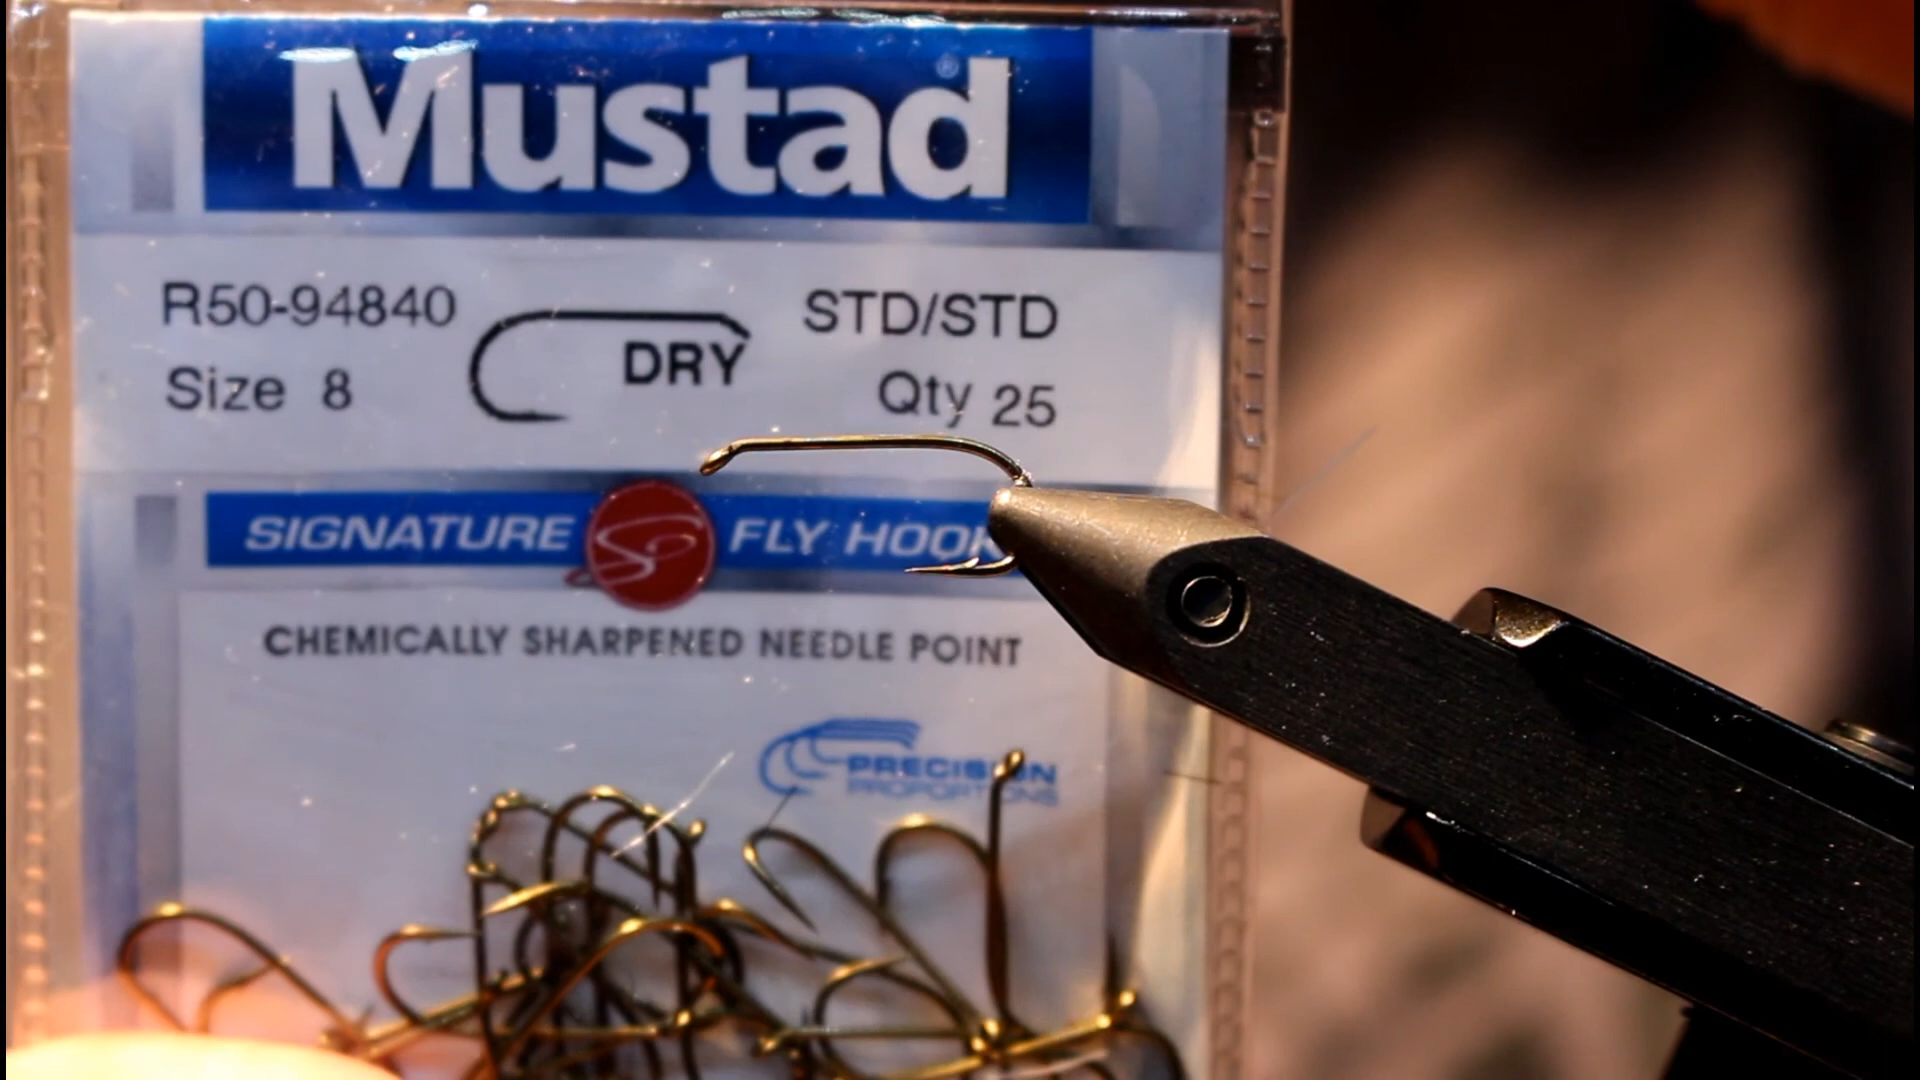 Mustad®
R50-94840 STD/STD
DRY
Size 8 Qty 25
SIGNATURE FLY HOOK
CHEMICALLY SHARPENED NEEDLE POINT
PRECISION
PROPORTIONS